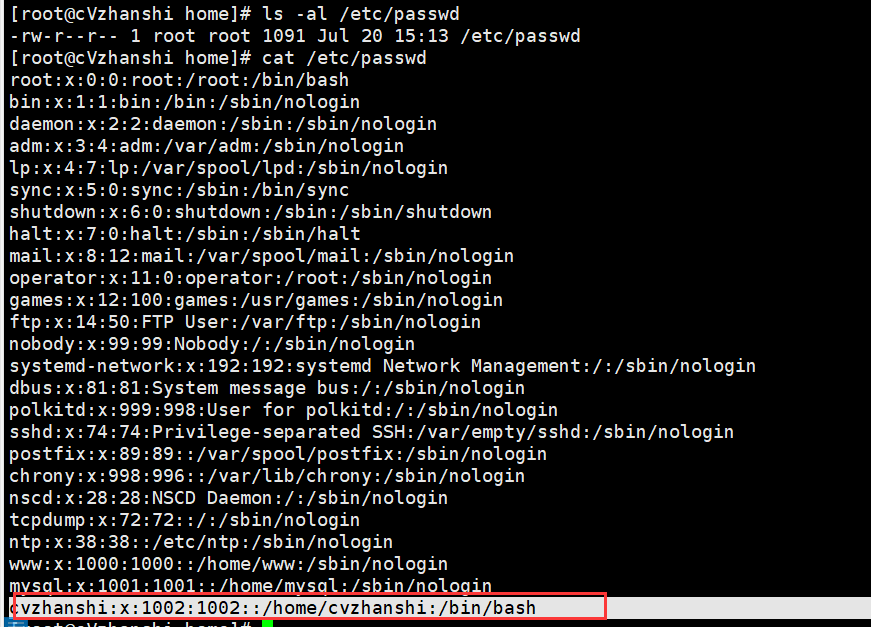 [root@cVzhanshi home]# ls -al /etc/passwd
-rw-r--r-- 1 root root 1091 Jul 20 15:13 /etc/passwd
[root@cVzhanshi home]# cat /etc/passwd
root:x:0:0:root:/root:/bin/bash
bin:x:1:1:bin:/bin:/sbin/nologin
daemon:x:2:2:daemon:/sbin:/sbin/nologin
adm:x:3:4:adm:/var/adm:/sbin/nologin
lp:x:4:7:lp:/var/spool/lpd:/sbin/nologin
sync:x:5:0:sync:/sbin:/bin/sync
shutdown:x:6:0:shutdown:/sbin:/sbin/shutdown
halt:x:7:0:halt:/sbin:/sbin/halt
mail:x:8:12:mail:/var/spool/mail:/sbin/nologin
operator:x:11:0:operator:/root:/sbin/nologin
games:x:12:100:games:/usr/games:/sbin/nologin
ftp:x:14:50:FTP User:/var/ftp:/sbin/nologin
nobody:x:99:99:Nobody:/:/sbin/nologin
systemd-network:x:192:192:systemd Network Management:/:/sbin/nologin
dbus:x:81:81:System message bus:/:/sbin/nologin
polkitd:x:999:998:User for polkitd:/:/sbin/nologin
sshd:x:74:74:Privilege-separated SSH:/var/empty/sshd:/sbin/nologin
postfix:x:89:89::/var/spool/postfix:/sbin/nologin
chrony:x:998:996::/var/lib/chrony:/sbin/nologin
nscd:x:28:28:NSCD Daemon:/:/sbin/nologin
tcpdump:x:72:72::/:/sbin/nologin
ntp:x:38:38::/etc/ntp:/sbin/nologin
www:x:1000:1000::/home/www:/sbin/nologin
mysql:x:1001:1001::/home/mysql:/sbin/nologin
cvzhanshi:x:1002:1002::/home/cvzhanshi:/bin/bash